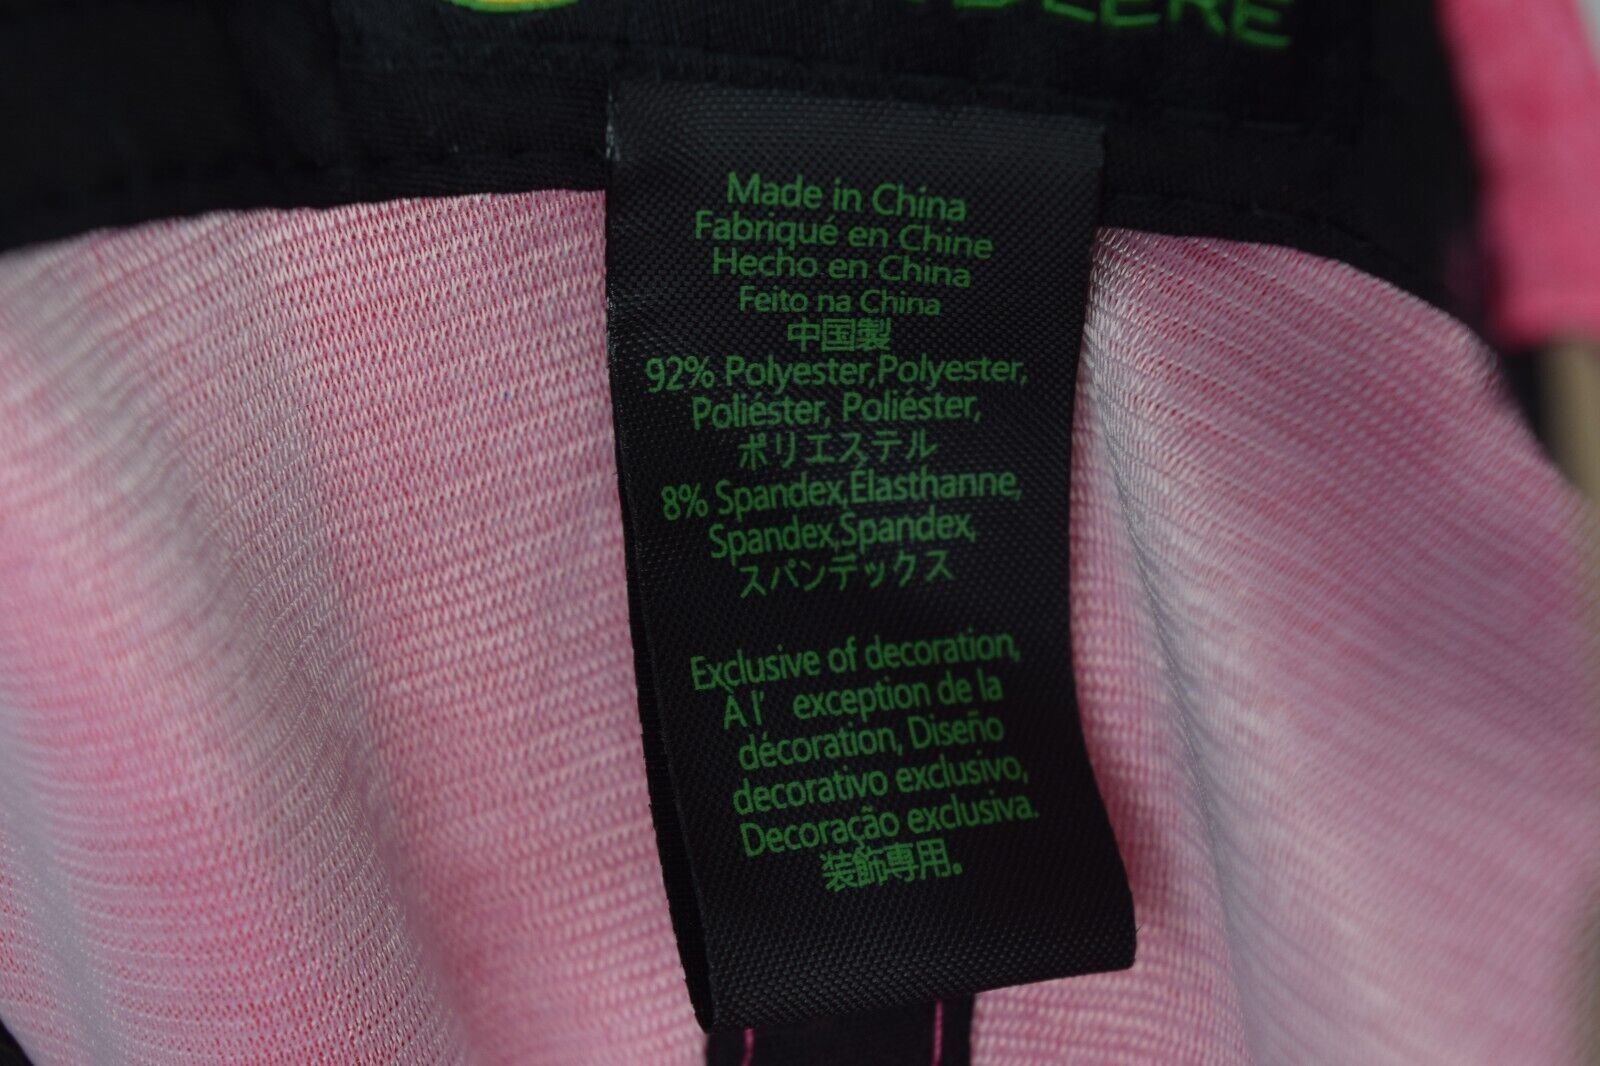 DEERE
Made in China
Fabriqué en Chine
Hecho en China
Feito na China
中国製
92% Polyester,Polyester,
Poliéster, Poliéster,
ポリエステル
8% Spandex,Élasthanne,
Spandex,Spandex,
スパンデックス
Exclusive of decoration,
À l' exception de la
décoration, Diseño
decorativo exclusivo,
Decoração exclusiva.
装飾専用。